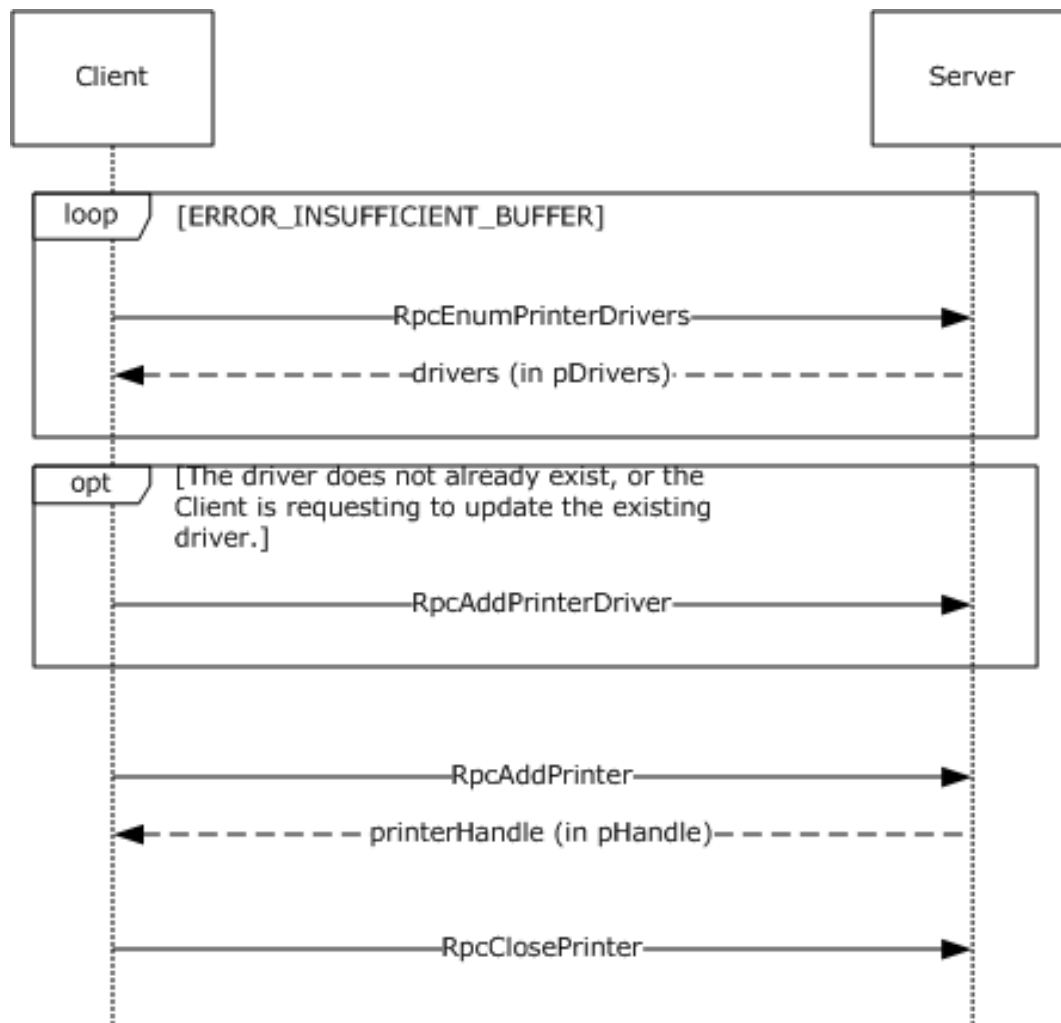 Client
Server
loop
[ERROR_INSUFFICIENT_BUFFER]
RpcEnumPrinterDrivers
drivers (in pDrivers)
opt
[The driver does not already exist, or the
Client is requesting to update the existing
driver.]
RpcAddPrinterDriver
RpcAddPrinter
printerHandle (in pHandle)
RpcClosePrinter